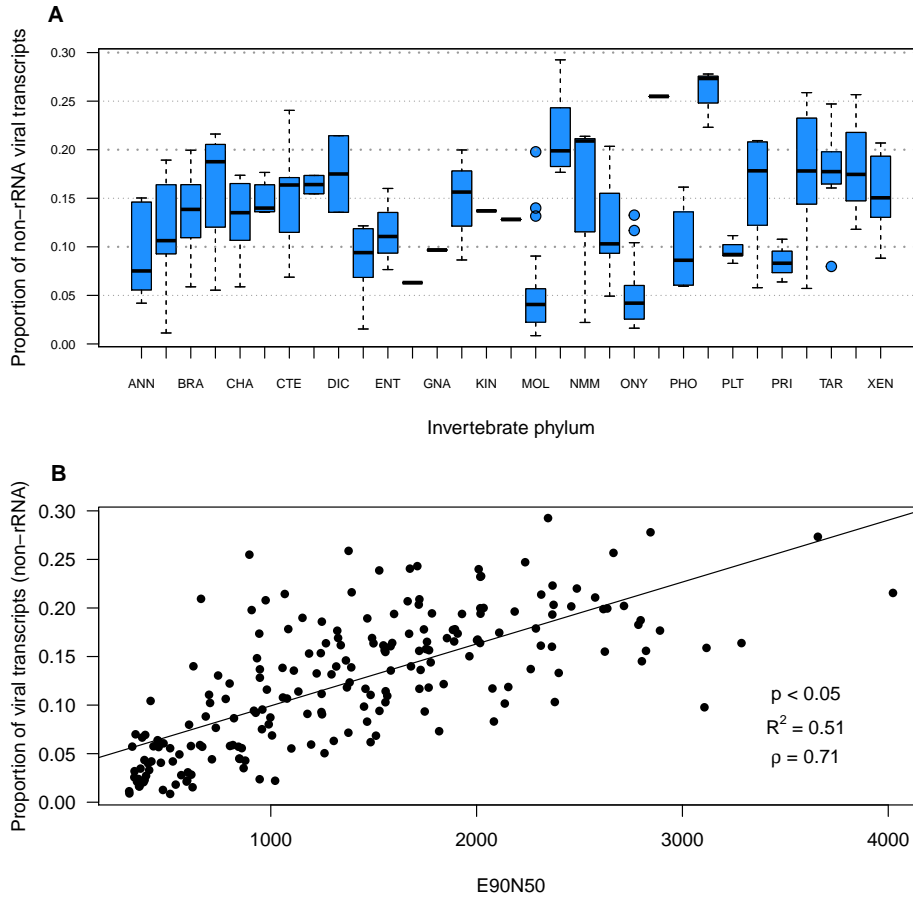 A
Proportion of non−rRNA viral transcripts
0.30
0.25
0.20
0.15
0.10
0.05
0.00
ANN BRA CHA CTE DIC ENT GNA KIN MOL NMM ONY PHO PLT PRI TAR XEN
Invertebrate phylum
B
Proportion of viral transcripts (non−rRNA)
0.30
0.25
0.20
0.15
0.10
0.05
0.00
p < 0.05
R² = 0.51
ρ = 0.71
1000 2000 3000 4000
E90N50